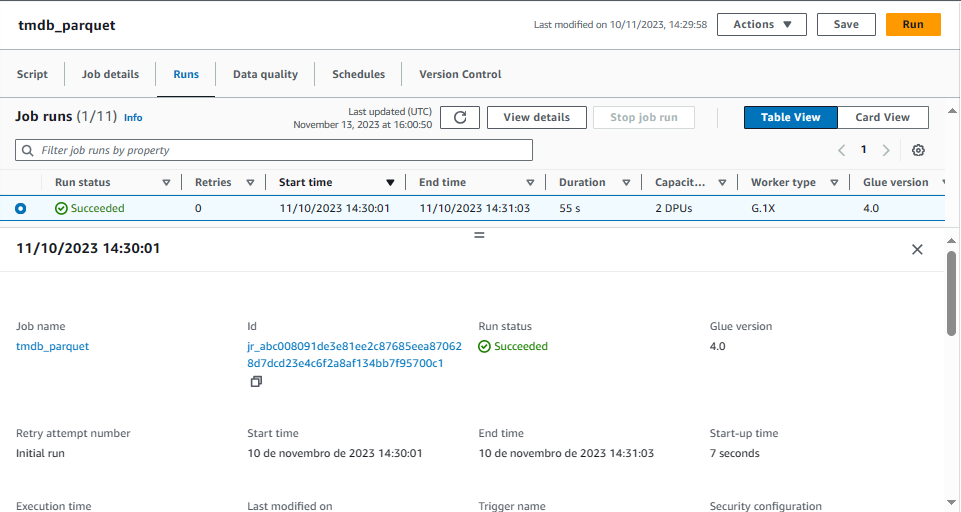 tmdb_parquet
Last modified on 10/11/2023, 14:29:58
Actions
Save
Run
Script
Job details
Runs
Data quality
Schedules
Version Control
Job runs (1/11) Info
Last updated (UTC)
November 13, 2023 at 16:00:50
View details
Stop job run
Table View
Card View
Filter job runs by property
1
Run status
Retries
Start time
End time
Duration
Capacit...
Worker type
Glue version
Succeeded
0
11/10/2023 14:30:01
11/10/2023 14:31:03
55 s
2 DPUs
G.1X
4.0
11/10/2023 14:30:01
Job name
Id
Run status
Glue version
tmdb_parquet
jr_abc008091de3e81ee2c87685eea87062
8d7dcd23e4c6f2a8af134bb7f95700c1
Succeeded
4.0
Retry attempt number
Start time
End time
Start-up time
Initial run
10 de novembro de 2023 14:30:01
10 de novembro de 2023 14:31:03
7 seconds
Execution time
Last modified on
Trigger name
Security configuration